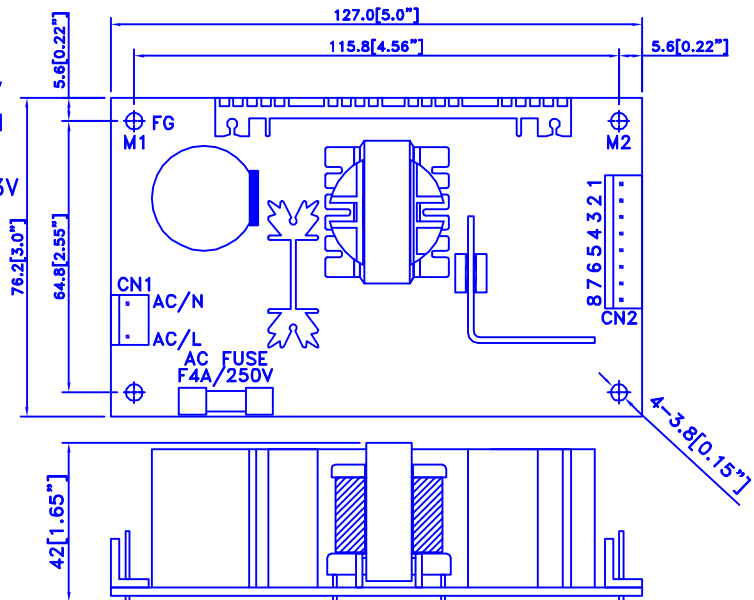 127.0[5.0"]
115.8[4.56"]
5.6[0.22"]
5.6[0.22"]
M1
FG
M2
76.2[3.0"]
64.8[2.55"]
CN1
AC/N
AC/L
AC FUSE
F4A/250V
8 7 6 5 4 3 2 1
CN2
4-3.8[0.15"]
42[1.65"]